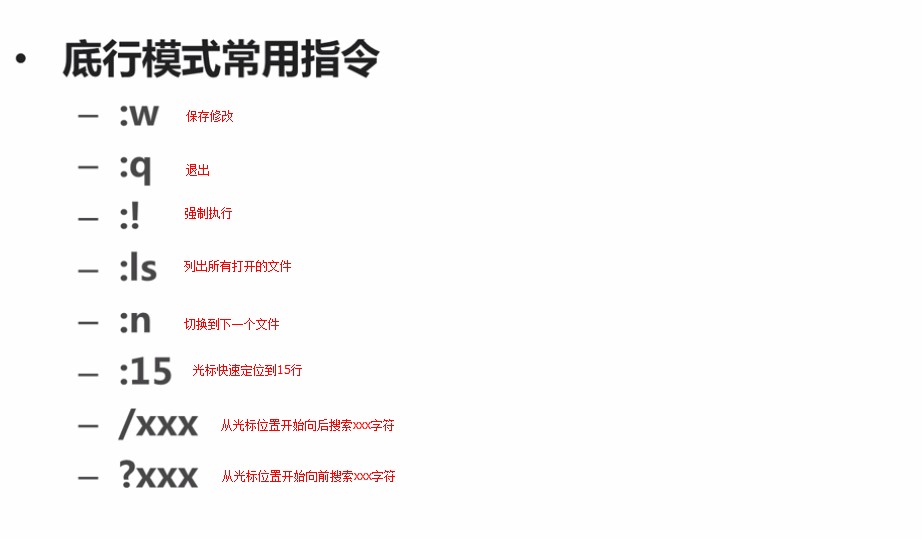 • 底行模式常用指令
– :w 保存修改
– :q 退出
– :! 强制执行
– :ls 列出所有打开的文件
– :n 切换到下一个文件
– :15 光标快速定位到15行
– /xxx 从光标位置开始向后搜索xxx字符
– ?xxx 从光标位置开始向前搜索xxx字符